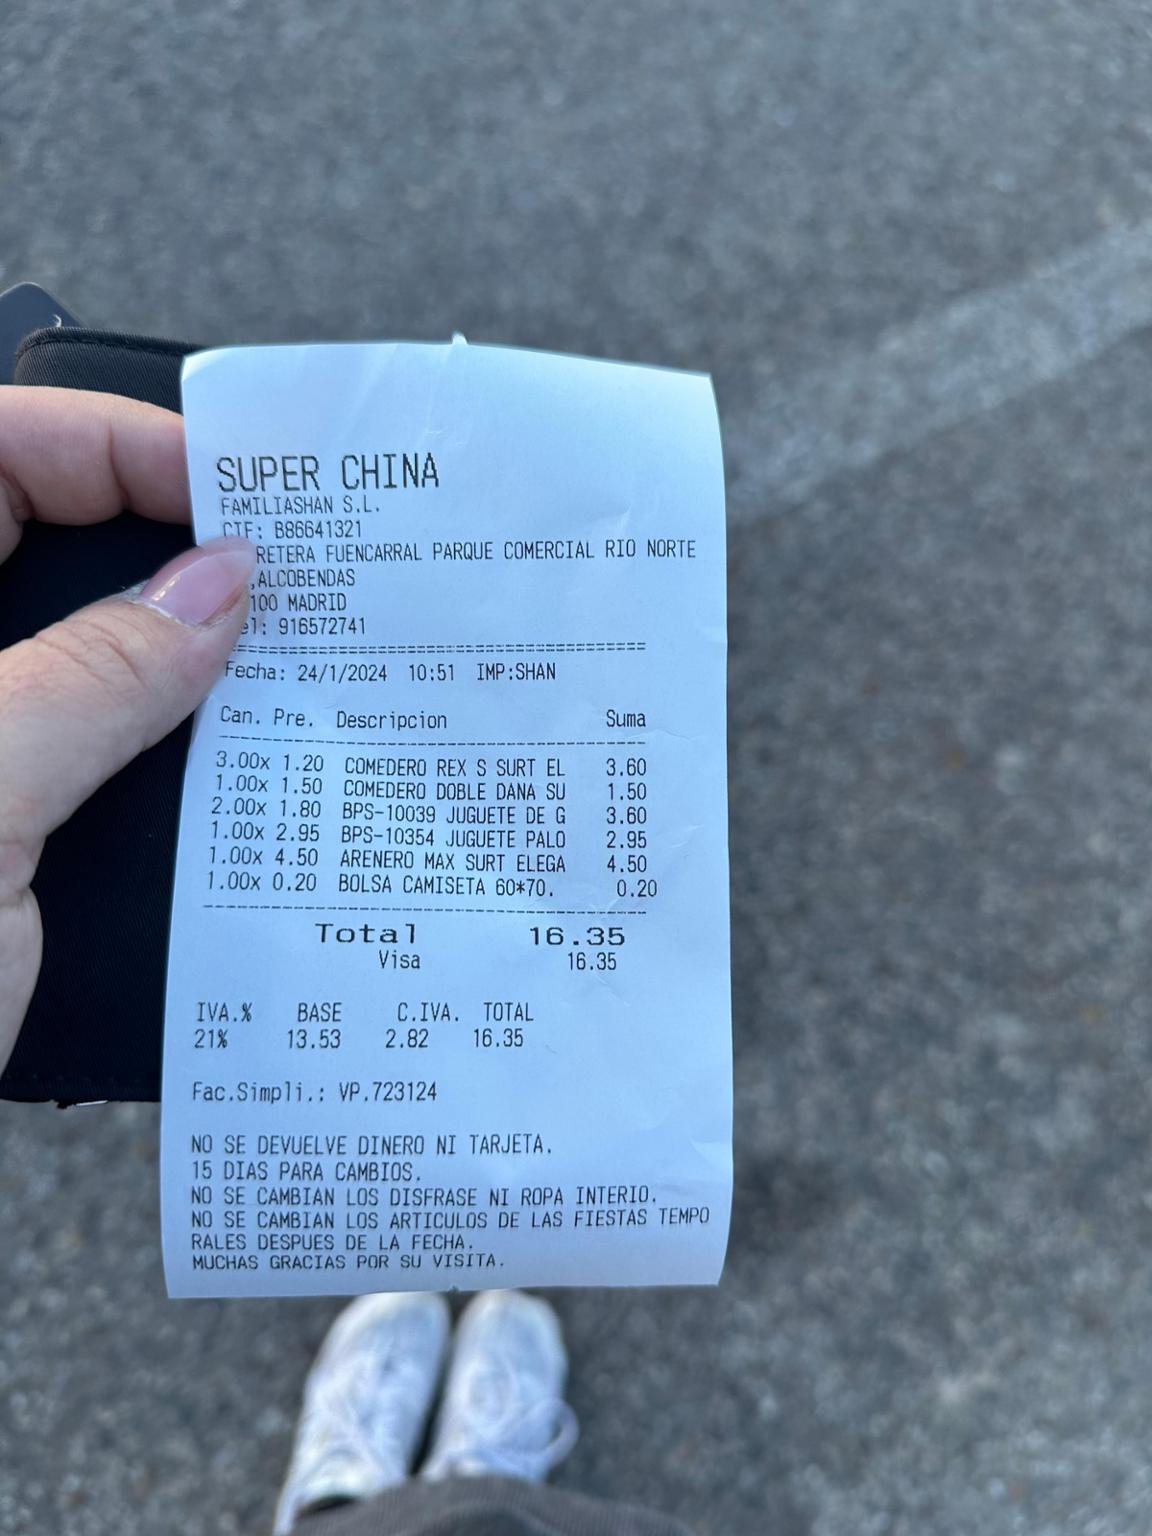 SUPER CHINA
FAMILIASHAN S.L.
CIF: B86641321
RETERA FUENCARRAL PARQUE COMERCIAL RIO NORTE
,ALCOBENDAS
100 MADRID
el: 916572741
Fecha: 24/1/2024 10:51 IMP:SHAN
Can. Pre. Descripcion Suma
3.00x 1.20 COMEDERO REX S SURT EL 3.60
1.00x 1.50 COMEDERO DOBLE DANA SU 1.50
2.00x 1.80 BPS-10039 JUGUETE DE G 3.60
1.00x 2.95 BPS-10354 JUGUETE PALO 2.95
1.00x 4.50 ARENERO MAX SURT ELEGA 4.50
1.00x 0.20 BOLSA CAMISETA 60*70. 0.20
Total 16.35
Visa 16.35
IVA.% BASE C.IVA. TOTAL
21% 13.53 2.82 16.35
Fac.Simpli.: VP.723124
NO SE DEVUELVE DINERO NI TARJETA.
15 DIAS PARA CAMBIOS.
NO SE CAMBIAN LOS DISFRASE NI ROPA INTERIO.
NO SE CAMBIAN LOS ARTICULOS DE LAS FIESTAS TEMPO
RALES DESPUES DE LA FECHA.
MUCHAS GRACIAS POR SU VISITA.